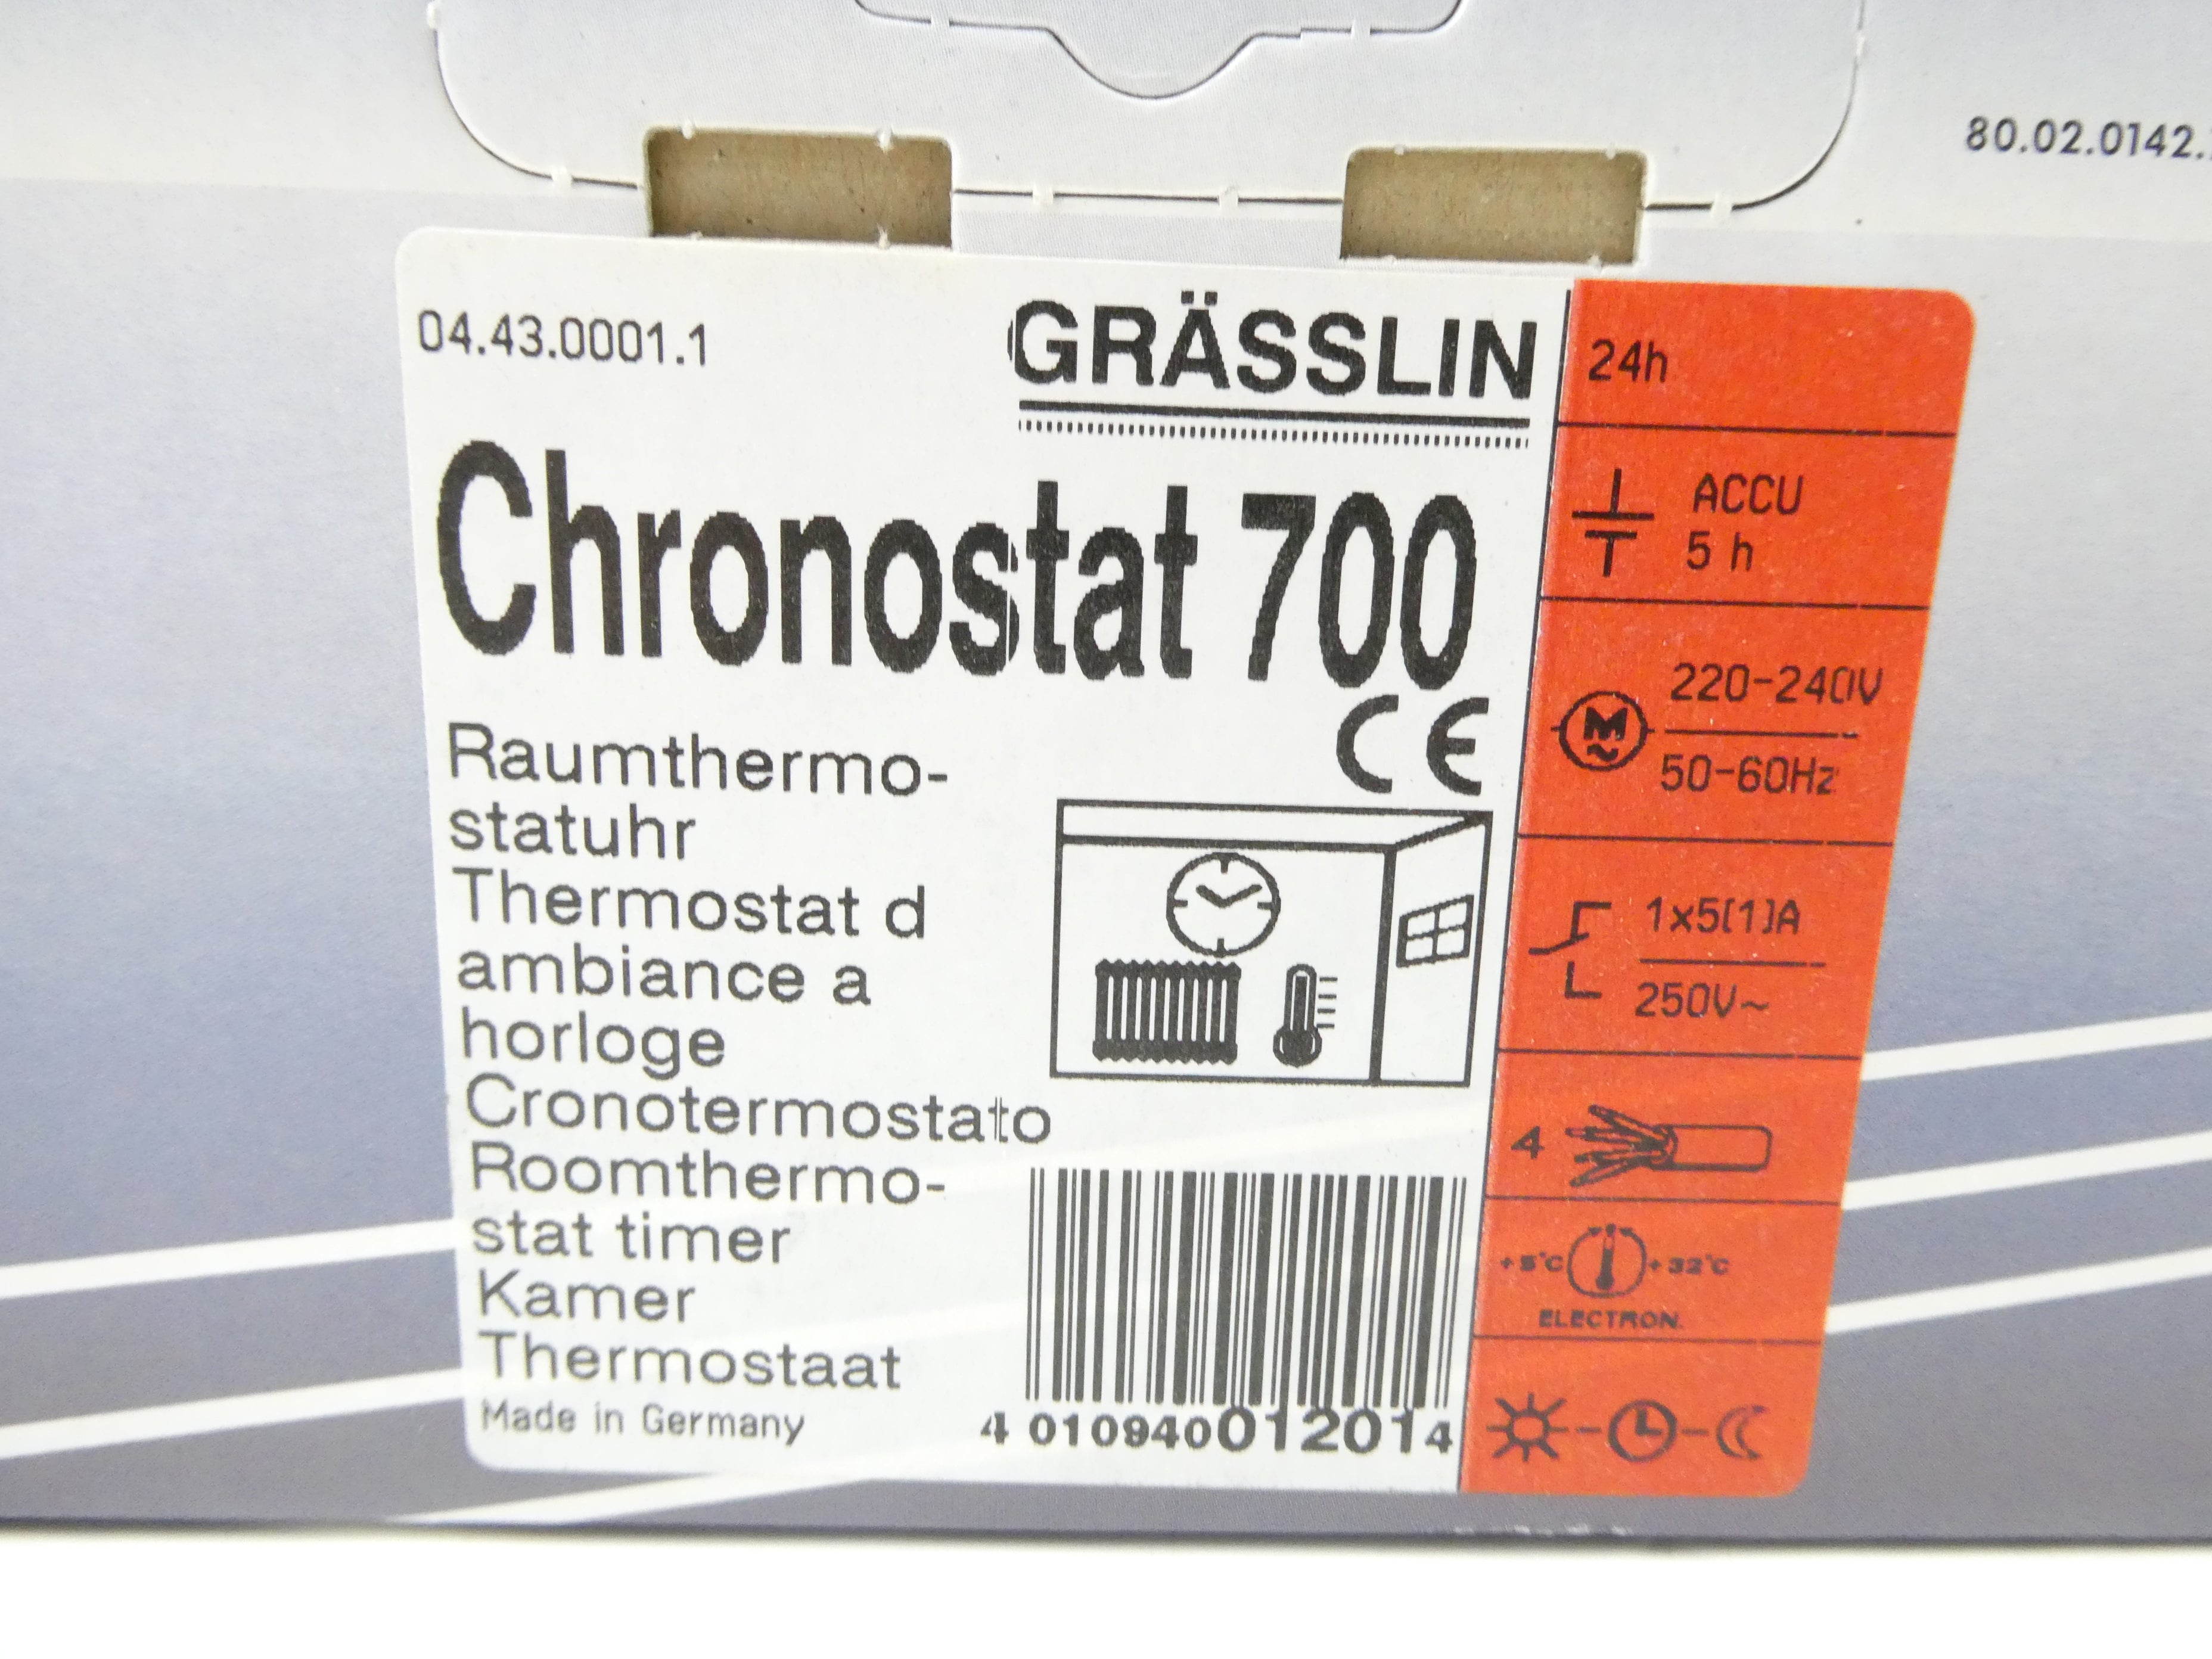 80.02.0142.
04.43.0001.1
GRÄSSLIN
Chronostat 700
CE
Raumthermo-
statuhr
Thermostat d
ambiance a
horloge
Cronotermostato
Roomthermo-
stat timer
Kamer
Thermostaat
Made in Germany
4 010940012014
24h
ACCU
5 h
M
220-240V
50-60Hz
1x5(1)A
250V~
4
+5°C +32°C
ELECTRON.